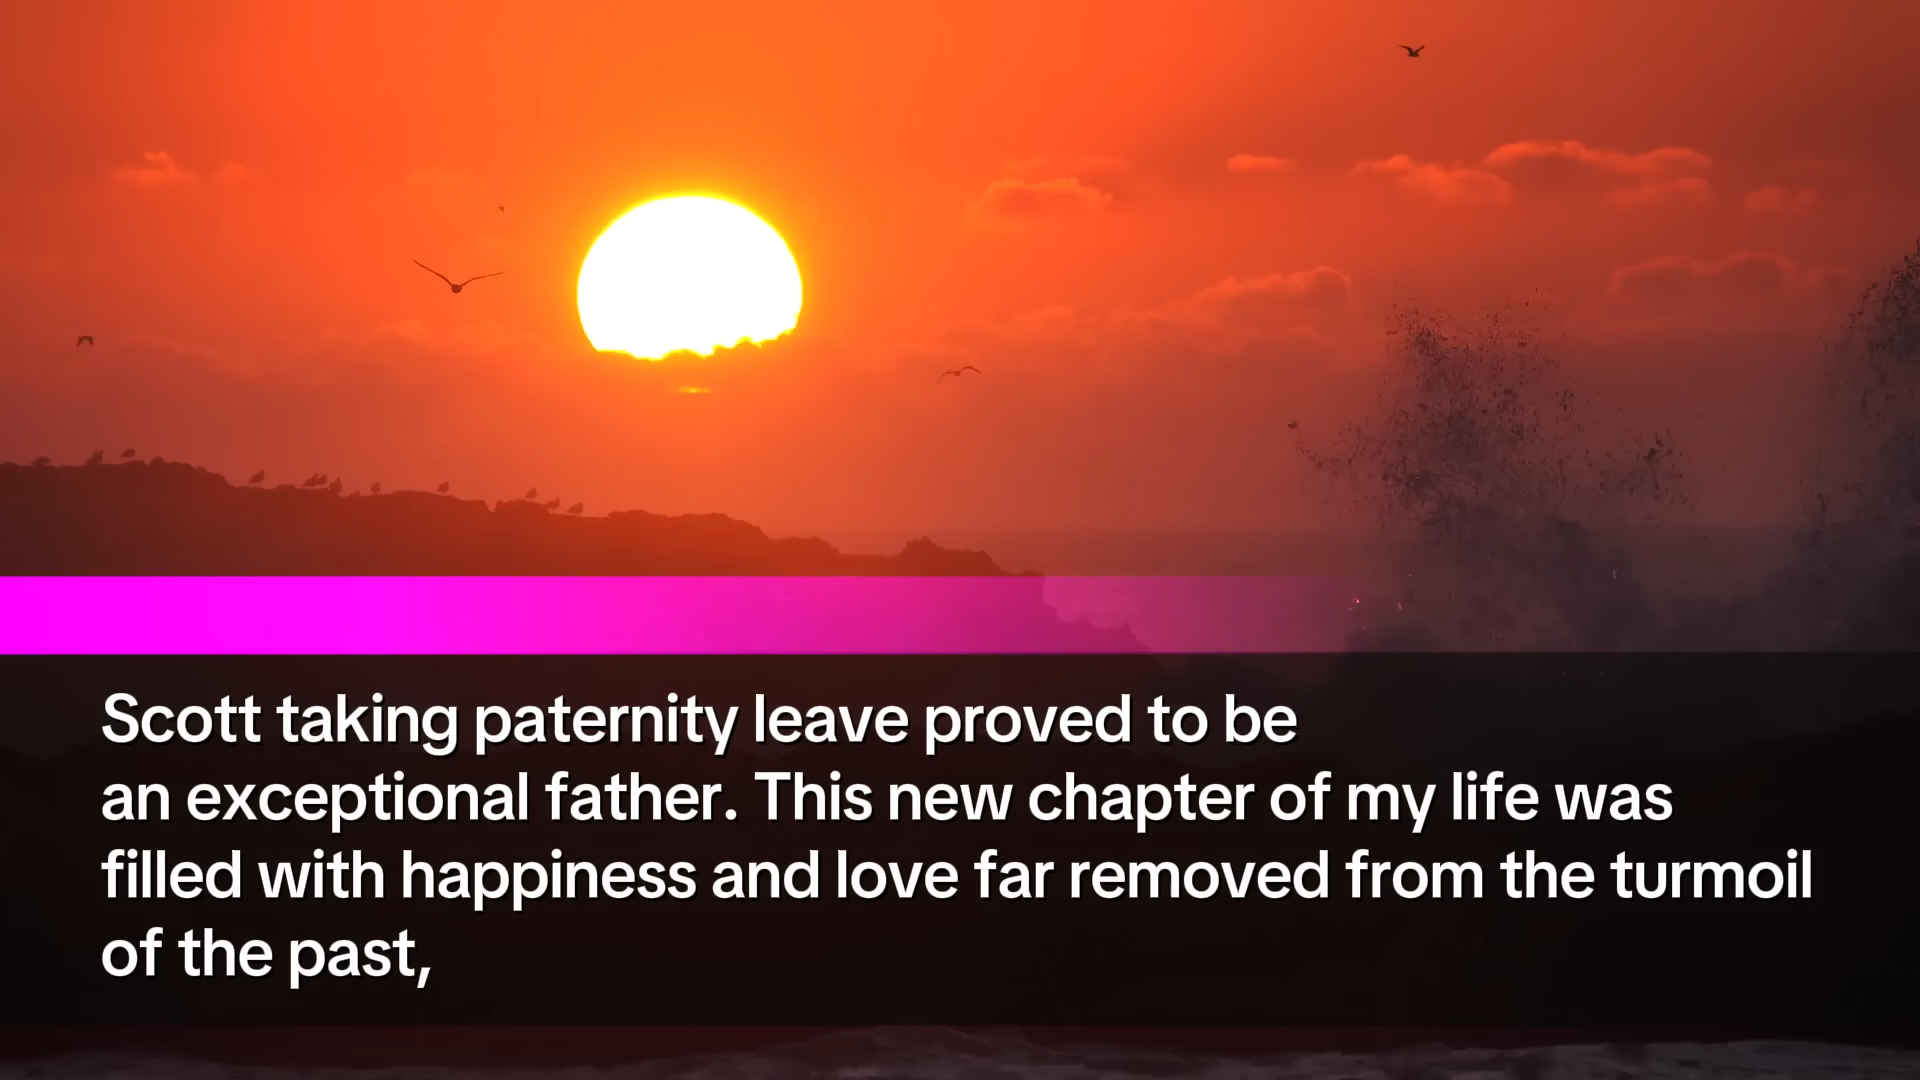 Scott taking paternity leave proved to be
an exceptional father. This new chapter of my life was
filled with happiness and love far removed from the turmoil
of the past,